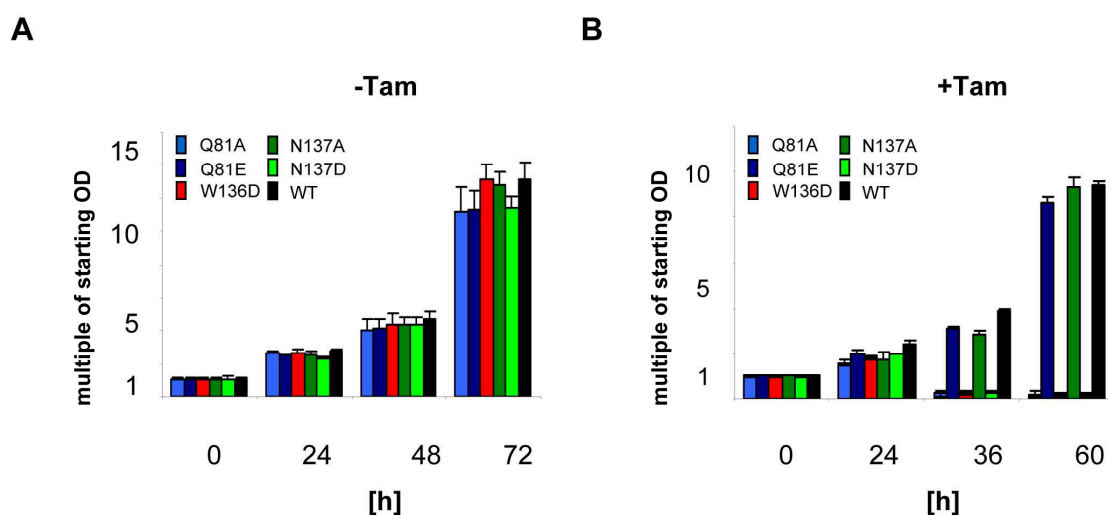 A
-Tam
Q81A
N137A
Q81E
N137D
W136D
WT
multiple of starting OD
15
10
5
1
0
24
48
72
[h]
B
+Tam
Q81A
N137A
Q81E
N137D
W136D
WT
multiple of starting OD
10
5
1
0
24
36
60
[h]